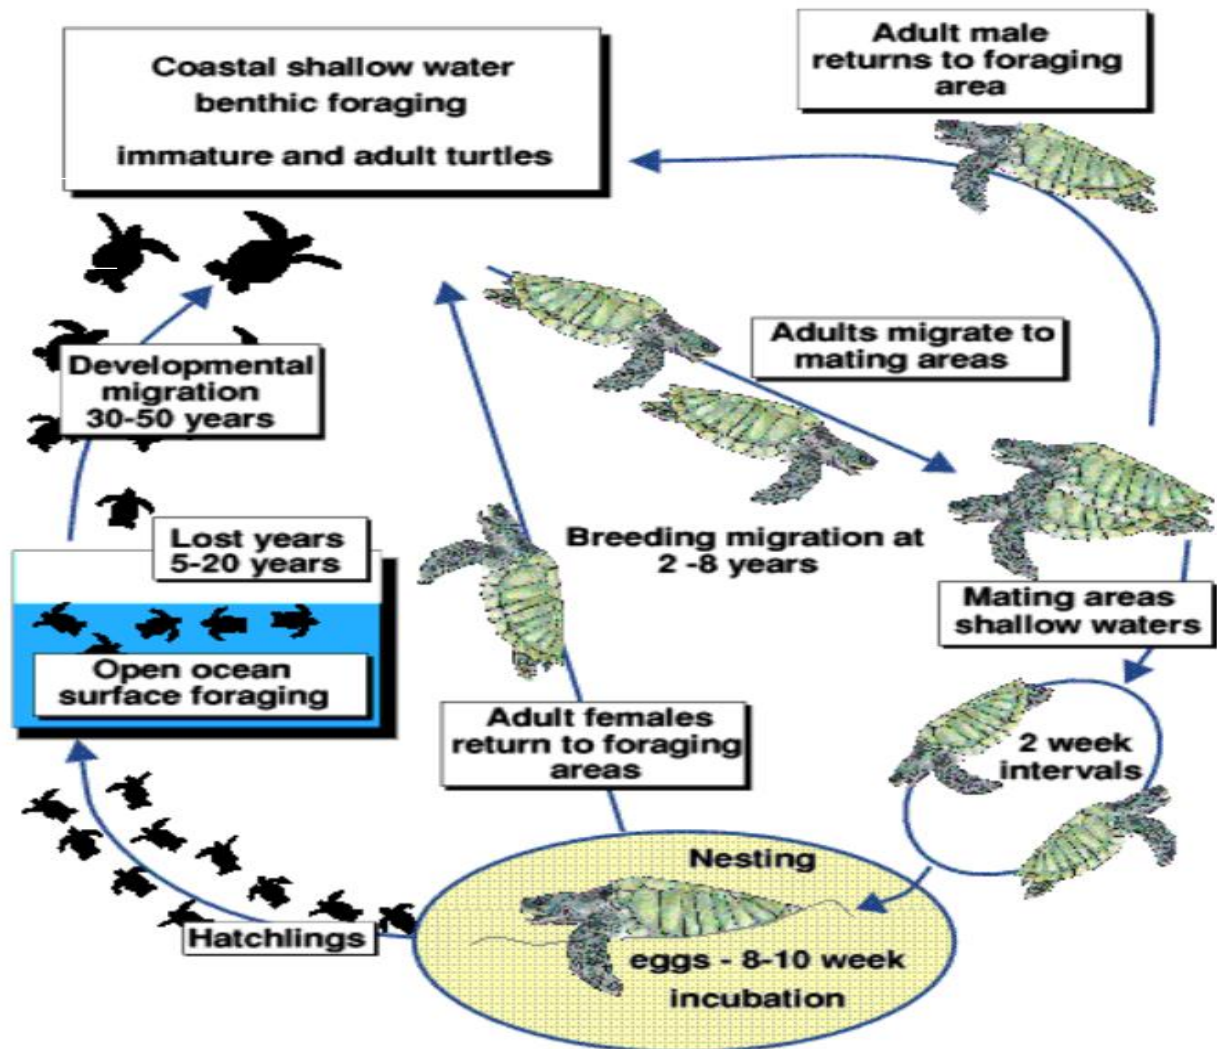 Coastal shallow water
benthic foraging
immature and adult turtles
Adult male
returns to foraging
area
Adults migrate to
mating areas
Developmental
migration
30-50 years
Lost years
5-20 years
Breeding migration at
2 -8 years
Mating areas
shallow waters
Open ocean
surface foraging
Adult females
return to foraging
areas
2 week
intervals
Nesting
eggs - 8-10 week
incubation
Hatchlings